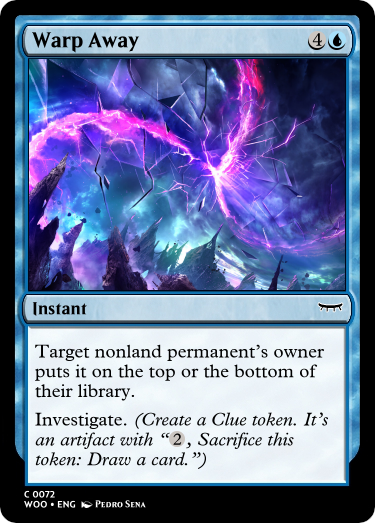 Warp Away 4
Instant
Target nonland permanent's owner
puts it on the top or the bottom of
their library.
Investigate. (Create a Clue token. It's
an artifact with “2, Sacrifice this
token: Draw a card.”)
C 0072
WOO • ENG Pedro Sena